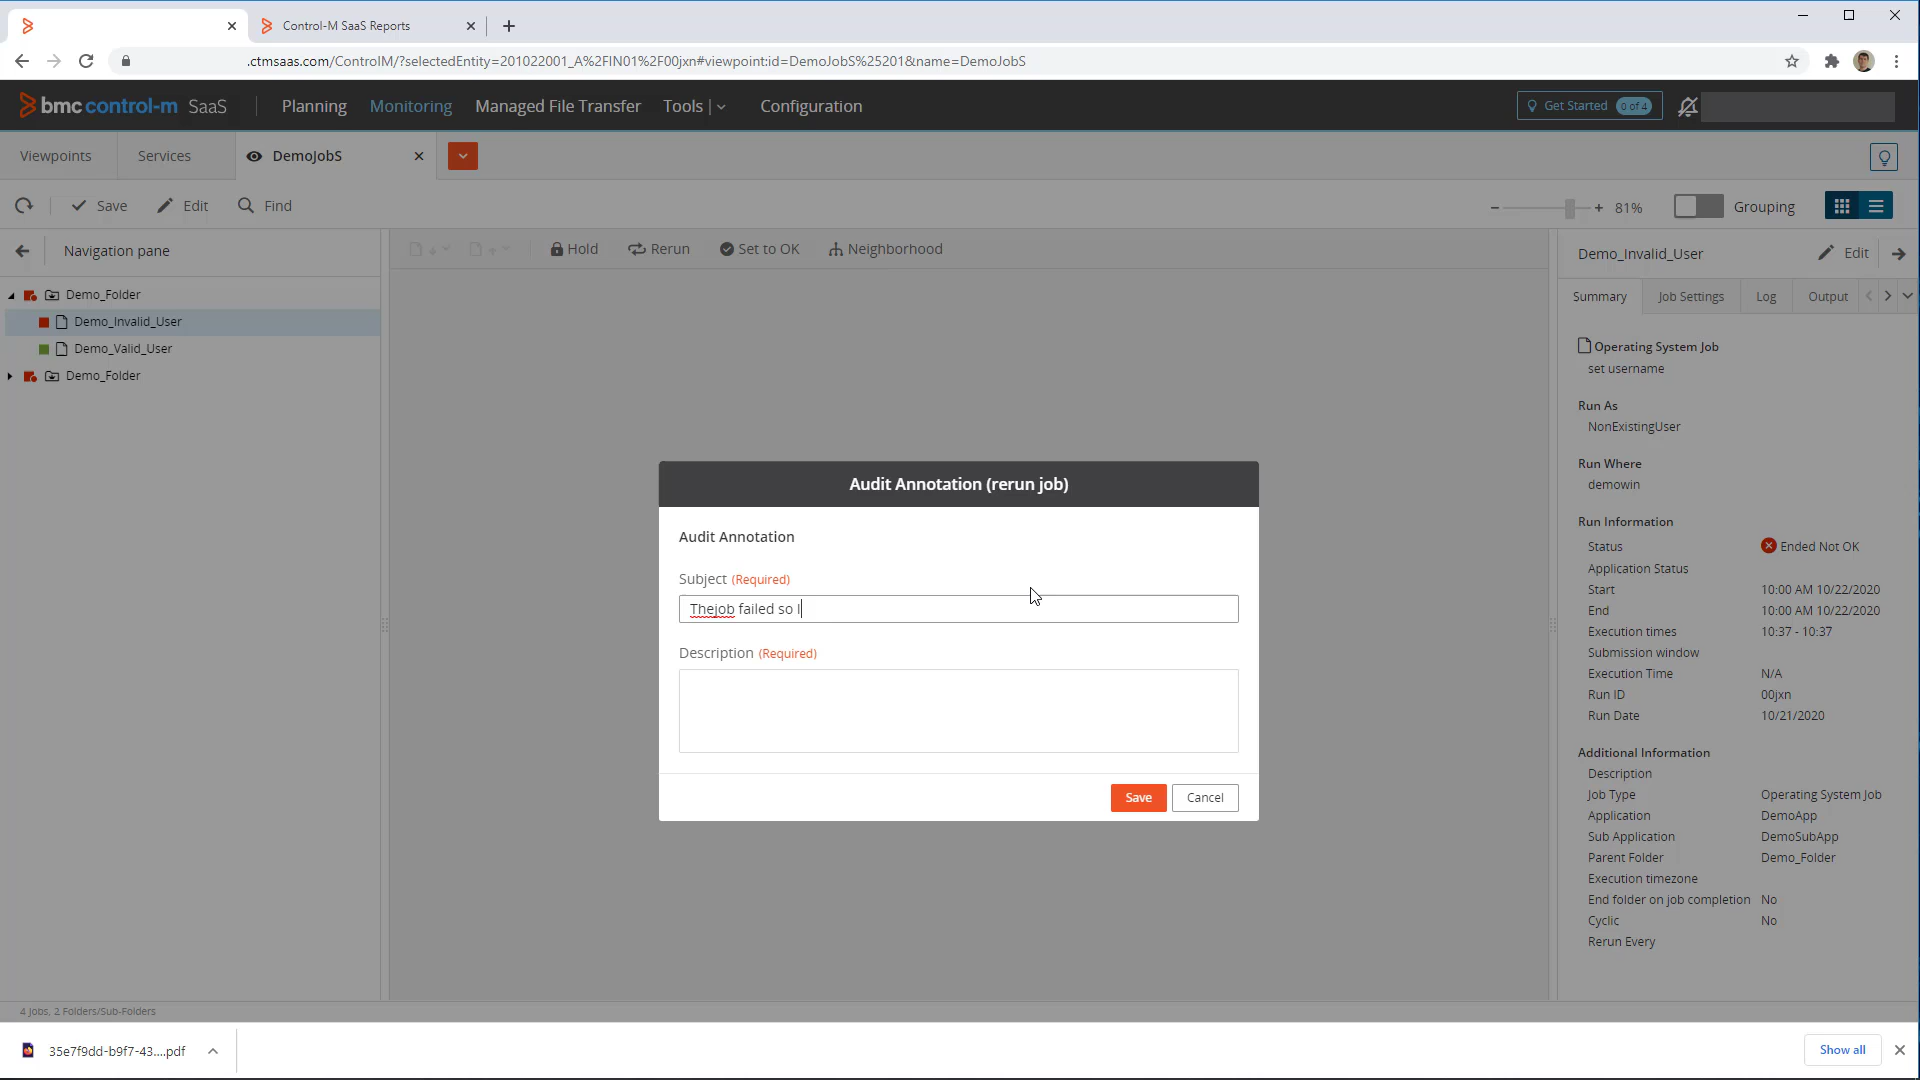 Control-M SaaS Reports
.ctmsaas.com/ControlM/?selectedEntity=201022001_A%2FIN01%2F00jxn#viewpoint:id=DemoJobS%25201&name=DemoJobS
bmc control-m SaaS
Planning
Monitoring
Managed File Transfer
Tools
Configuration
Get Started 0 of 4
Viewpoints
Services
DemoJobS
Save
Edit
Find
81%
Grouping
Navigation pane
Hold
Rerun
Set to OK
Neighborhood
Demo_Invalid_User
Edit
Demo_Folder
Demo_Invalid_User
Demo_Valid_User
Demo_Folder
Summary
Job Settings
Log
Output
Operating System Job
set username
Run As
NonExistingUser
Run Where
demowin
Run Information
Status Ended Not OK
Application Status
Start 10:00 AM 10/22/2020
End 10:00 AM 10/22/2020
Execution times 10:37 - 10:37
Submission window
Execution Time N/A
Run ID 00jxn
Run Date 10/21/2020
Additional Information
Description
Job Type Operating System Job
Application DemoApp
Sub Application DemoSubApp
Parent Folder Demo_Folder
Execution timezone
End folder on job completion No
Cyclic No
Rerun Every
Audit Annotation (rerun job)
Audit Annotation
Subject (Required)
Thejob failed so I
Description (Required)
Save
Cancel
4 Jobs, 2 Folders/Sub-Folders
35e7f9dd-b9f7-43....pdf
Show all